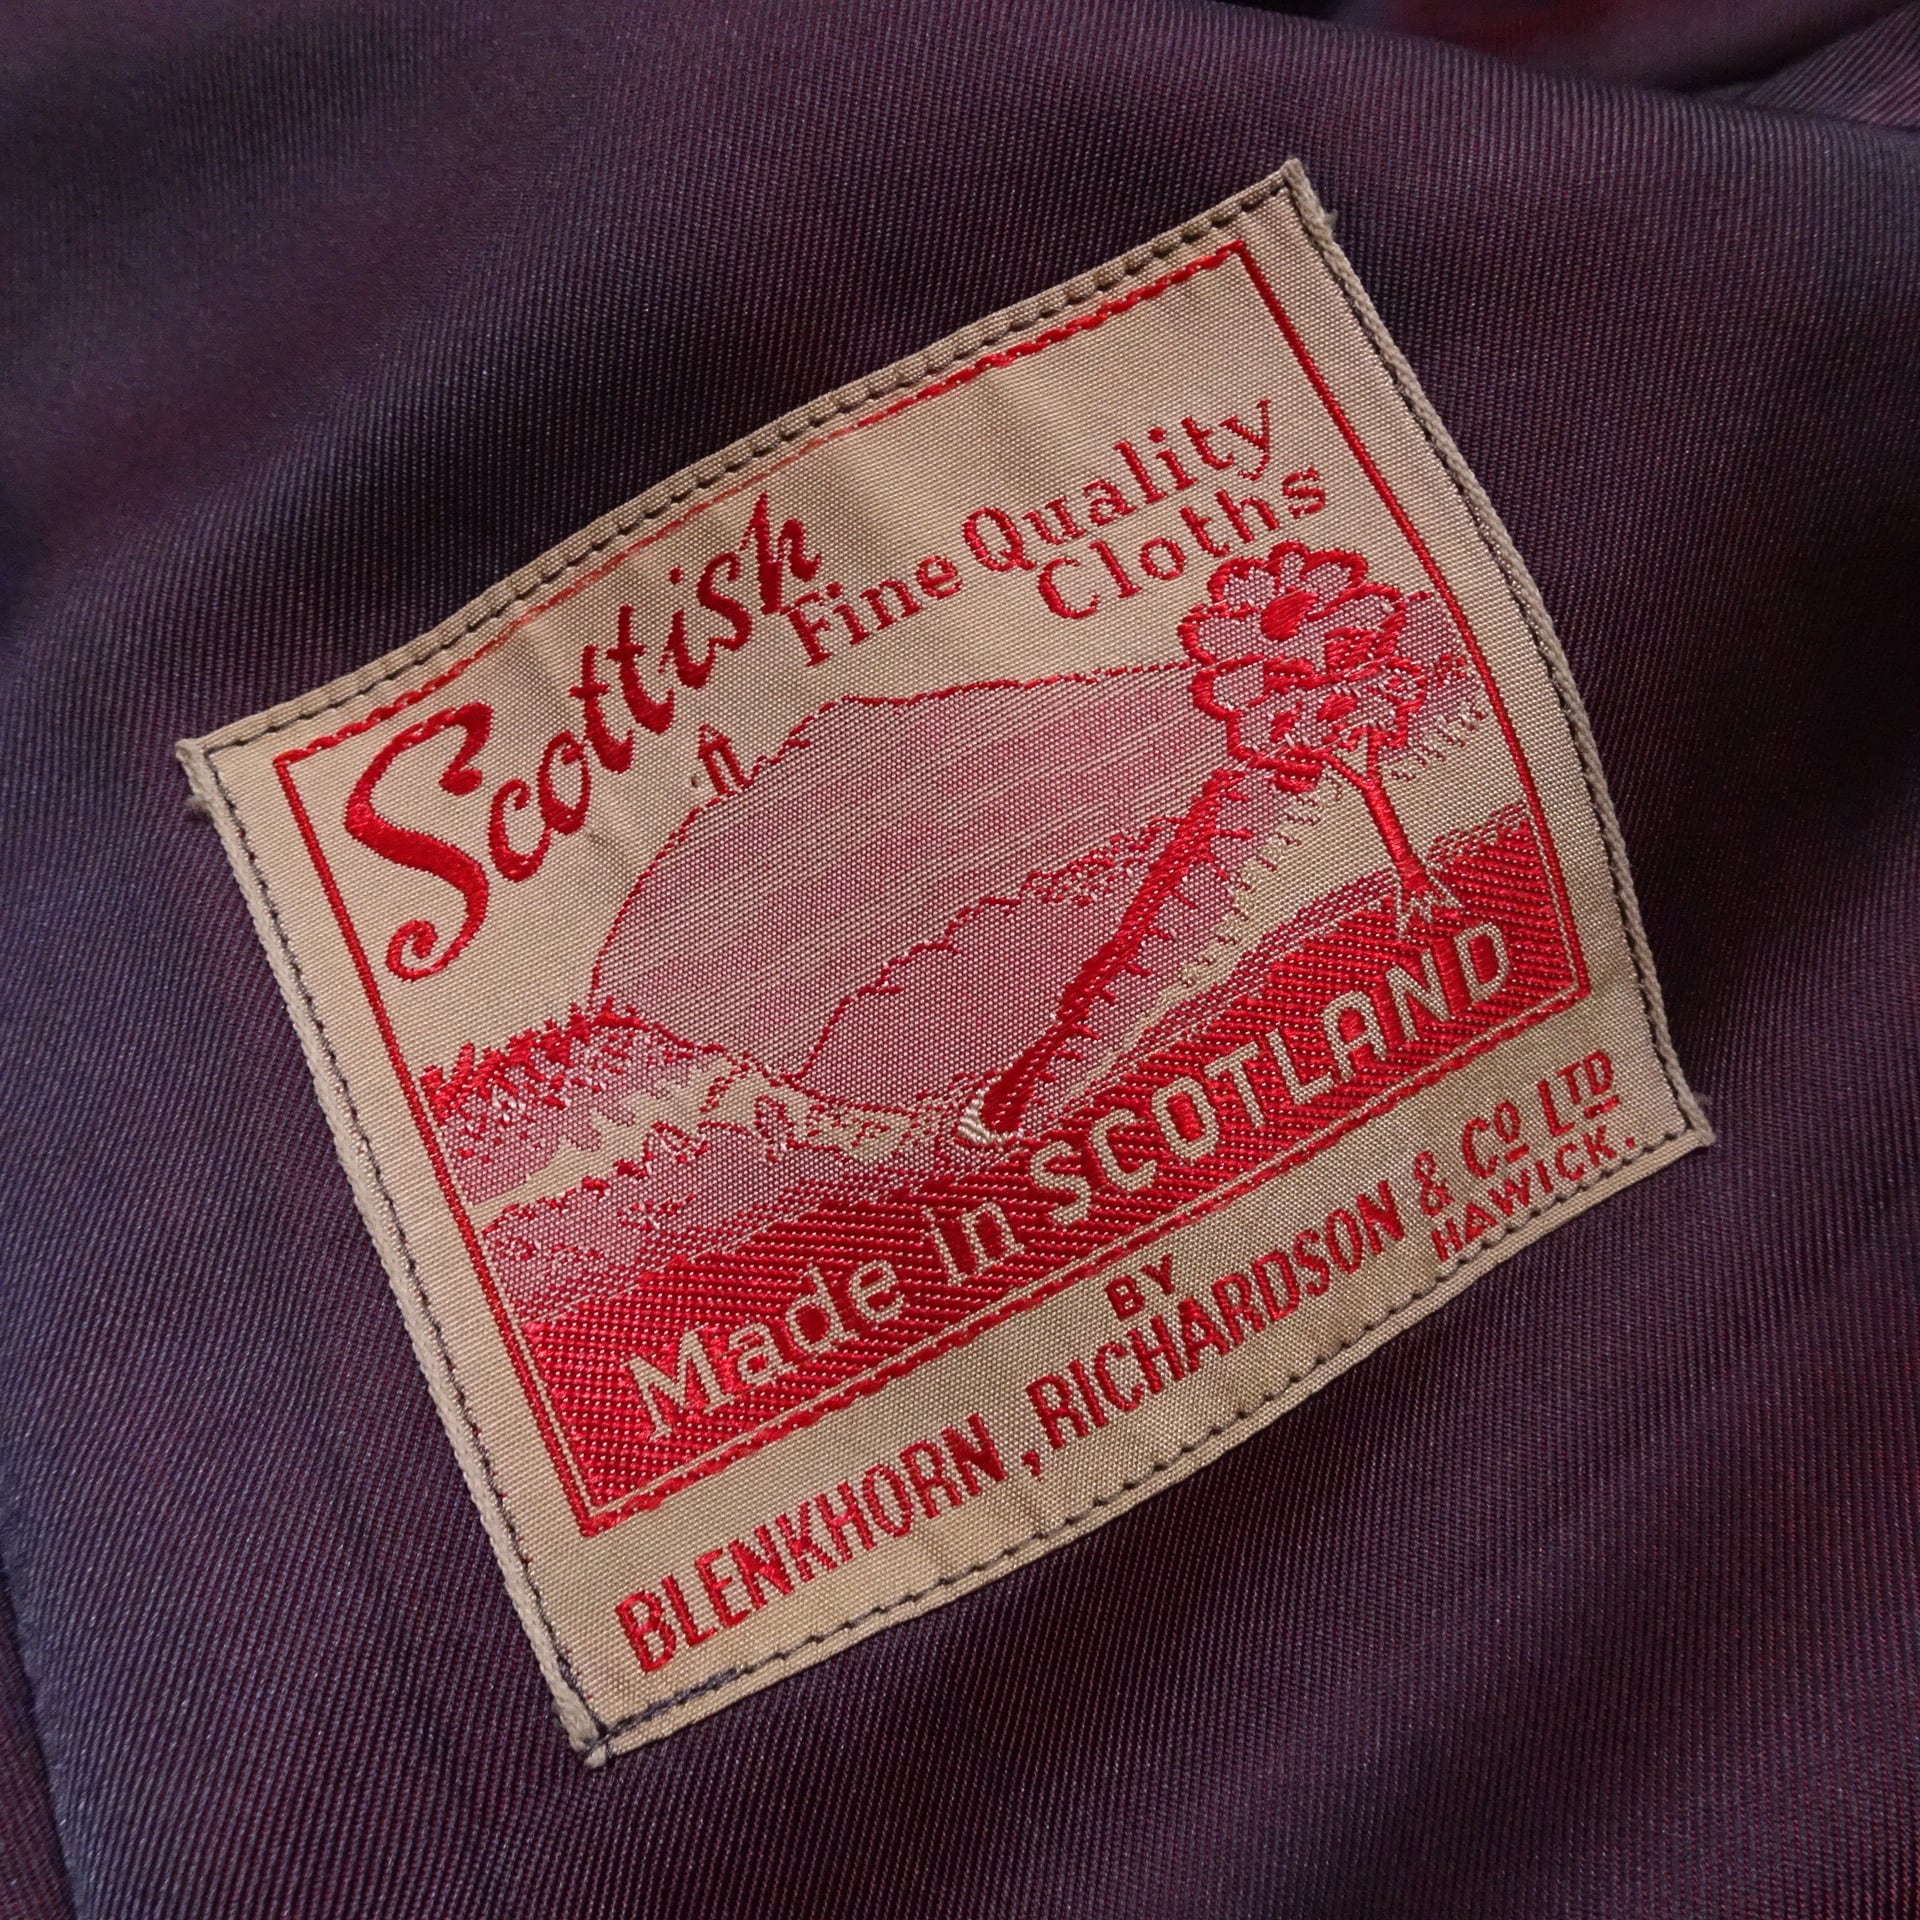 Scottish
Fine Quality
Cloths
Made in SCOTLAND
BY
BLENKHORN, RICHARDSON & Co LTD
HAWICK.